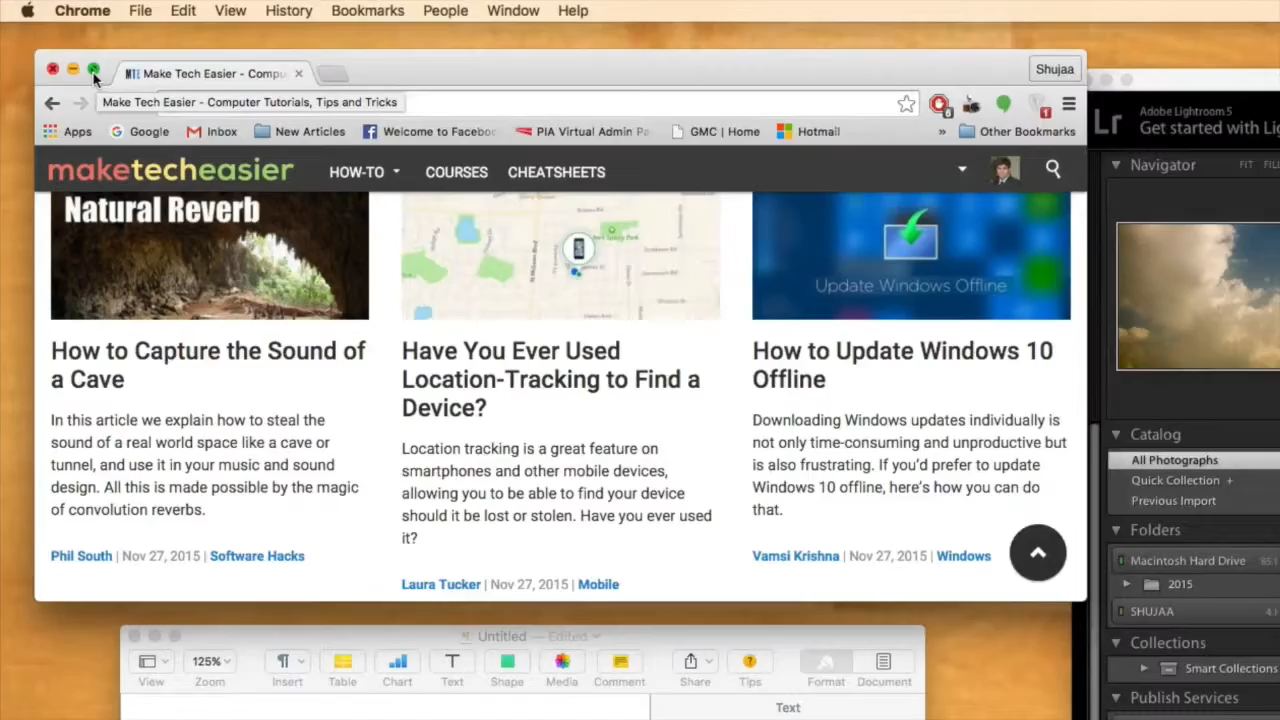 Chrome File Edit View History Bookmarks People Window Help
Make Tech Easier - Compu
Shujaa
Make Tech Easier - Computer Tutorials, Tips and Tricks
6
1
Apps Google Inbox New Articles Welcome to Facebo PIA Virtual Admin Pa GMC | Home Hotmail » Other Bookmarks
maketecheasier HOW-TO COURSES CHEATSHEETS
Natural Reverb
Update Windows Offline
How to Capture the Sound of
a Cave
In this article we explain how to steal the
sound of a real world space like a cave or
tunnel, and use it in your music and sound
design. All this is made possible by the magic
of convolution reverbs.
Phil South | Nov 27, 2015 | Software Hacks
Have You Ever Used
Location-Tracking to Find a
Device?
Location tracking is a great feature on
smartphones and other mobile devices,
allowing you to be able to find your device
should it be lost or stolen. Have you ever used
it?
Laura Tucker | Nov 27, 2015 | Mobile
How to Update Windows 10
Offline
Downloading Windows updates individually is
not only time-consuming and unproductive but
is also frustrating. If you'd prefer to update
Windows 10 offline, here's how you can do
that.
Vamsi Krishna | Nov 27, 2015 | Windows
Lr
Adobe Lightroom 5
Get started with Lig
Navigator FIT FILL
Catalog
All Photographs
Quick Collection +
Previous Import
Folders
Macintosh Hard Drive
2015
SHUJAA
Collections
Smart Collections
Publish Services
Untitled — Edited
125%
View Zoom Insert Table Chart Text Shape Media Comment Share Tips Format Document
Text